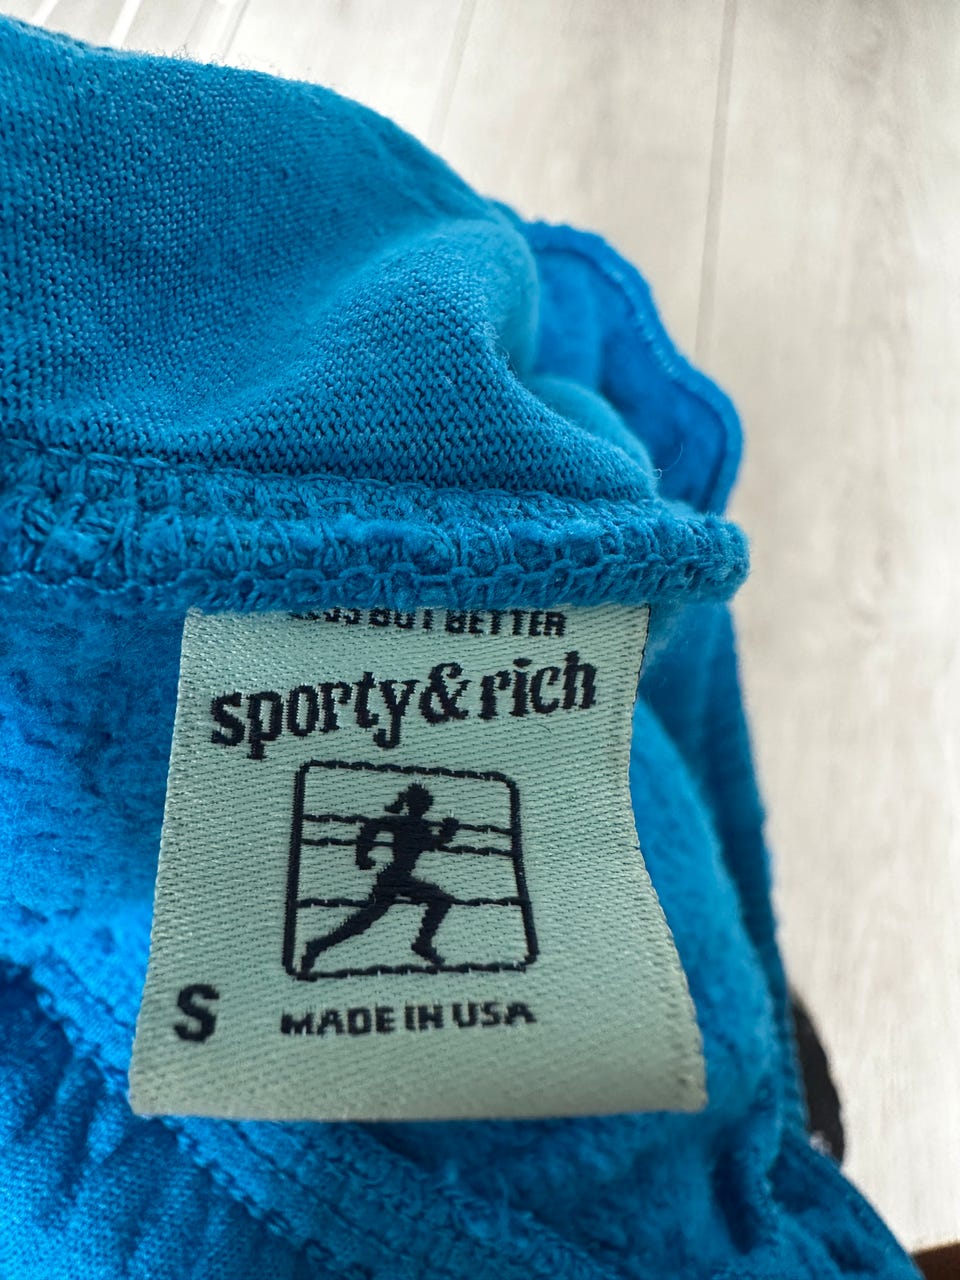 BUT BETTER
sporty & rich
S MADE IN USA